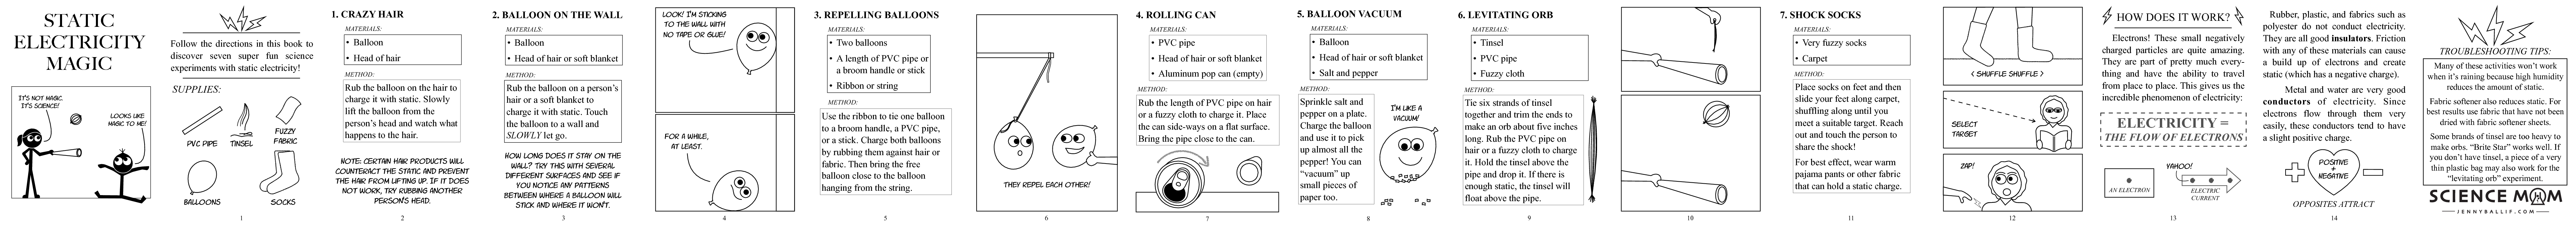 STATIC
ELECTRICITY
MAGIC
IT'S NOT MAGIC.
IT'S SCIENCE!
LOOKS LIKE
MAGIC TO ME!
Follow the directions in this book to
discover seven super fun science
experiments with static electricity!
SUPPLIES:
PVC PIPE
TINSEL
FUZZY
FABRIC
BALLOONS
SOCKS
1
1. CRAZY HAIR
MATERIALS:
• Balloon
• Head of hair
METHOD:
Rub the balloon on the hair to
charge it with static. Slowly
lift the balloon from the
person's head and watch what
happens to the hair.
NOTE: CERTAIN HAIR PRODUCTS WILL
COUNTERACT THE STATIC AND PREVENT
THE HAIR FROM LIFTING UP. IF IT DOES
NOT WORK, TRY RUBBING ANOTHER
PERSON'S HEAD.
2
2. BALLOON ON THE WALL
MATERIALS:
• Balloon
• Head of hair or soft blanket
METHOD:
Rub the balloon on a person's
hair or a soft blanket to
charge it with static. Touch
the balloon to a wall and
SLOWLY let go.
HOW LONG DOES IT STAY ON THE
WALL? TRY THIS WITH SEVERAL
DIFFERENT SURFACES AND SEE IF
YOU NOTICE ANY PATTERNS
BETWEEN WHERE A BALLOON WILL
STICK AND WHERE IT WON'T.
3
LOOK! I'M STICKING
TO THE WALL WITH
NO TAPE OR GLUE!
FOR A WHILE,
AT LEAST.
4
3. REPELLING BALLOONS
MATERIALS:
• Two balloons
• A length of PVC pipe or
a broom handle or stick
• Ribbon or string
METHOD:
Use the ribbon to tie one balloon
to a broom handle, a PVC pipe,
or a stick. Charge both balloons
by rubbing them against hair or
fabric. Then bring the free
balloon close to the balloon
hanging from the string.
5
THEY REPEL EACH OTHER!
6
4. ROLLING CAN
MATERIALS:
• PVC pipe
• Head of hair or soft blanket
• Aluminum pop can (empty)
METHOD:
Rub the length of PVC pipe on hair
or a fuzzy cloth to charge it. Place
the can side-ways on a flat surface.
Bring the pipe close to the can.
7
5. BALLOON VACUUM
MATERIALS:
• Balloon
• Head of hair or soft blanket
• Salt and pepper
METHOD:
Sprinkle salt and
pepper on a plate.
Charge the balloon
and use it to pick
up almost all the
pepper! You can
"vacuum" up
small pieces of
paper too.
I'M LIKE A
VACUUM!
8
6. LEVITATING ORB
MATERIALS:
• Tinsel
• PVC pipe
• Fuzzy cloth
METHOD:
Tie six strands of tinsel
together and trim the ends to
make an orb about five inches
long. Rub the PVC pipe on
hair or a fuzzy cloth to charge
it. Hold the tinsel above the
pipe and drop it. If there is
enough static, the tinsel will
float above the pipe.
9
10
7. SHOCK SOCKS
MATERIALS:
• Very fuzzy socks
• Carpet
METHOD:
Place socks on feet and then
slide your feet along carpet,
shuffling along until you
meet a suitable target. Reach
out and touch the person to
share the shock!
For best effect, wear warm
pajama pants or other fabric
that can hold a static charge.
11
< SHUFFLE SHUFFLE >
SELECT
TARGET
ZAP!
12
HOW DOES IT WORK?
Electrons! These small negatively
charged particles are quite amazing.
They are part of pretty much every-
thing and have the ability to travel
from place to place. This gives us the
incredible phenomenon of electricity:
ELECTRICITY =
THE FLOW OF ELECTRONS
AN ELECTRON
YAHOO!
ELECTRIC
CURRENT
13
Rubber, plastic, and fabrics such as
polyester do not conduct electricity.
They are all good insulators. Friction
with any of these materials can cause
a build up of electrons and create
static (which has a negative charge).
Metal and water are very good
conductors of electricity. Since
electrons flow through them very
easily, these conductors tend to have
a slight positive charge.
POSITIVE
+
NEGATIVE
OPPOSITES ATTRACT
14
TROUBLESHOOTING TIPS:
Many of these activities won't work
when it's raining because high humidity
reduces the amount of static.
Fabric softener also reduces static. For
best results use fabric that have not been
dried with fabric softener sheets.
Some brands of tinsel are too heavy to
make orbs. "Brite Star" works well. If
you don't have tinsel, a piece of a very
thin plastic bag may also work for the
"levitating orb" experiment.
SCIENCE MOM
JENNYBALLIF.COM